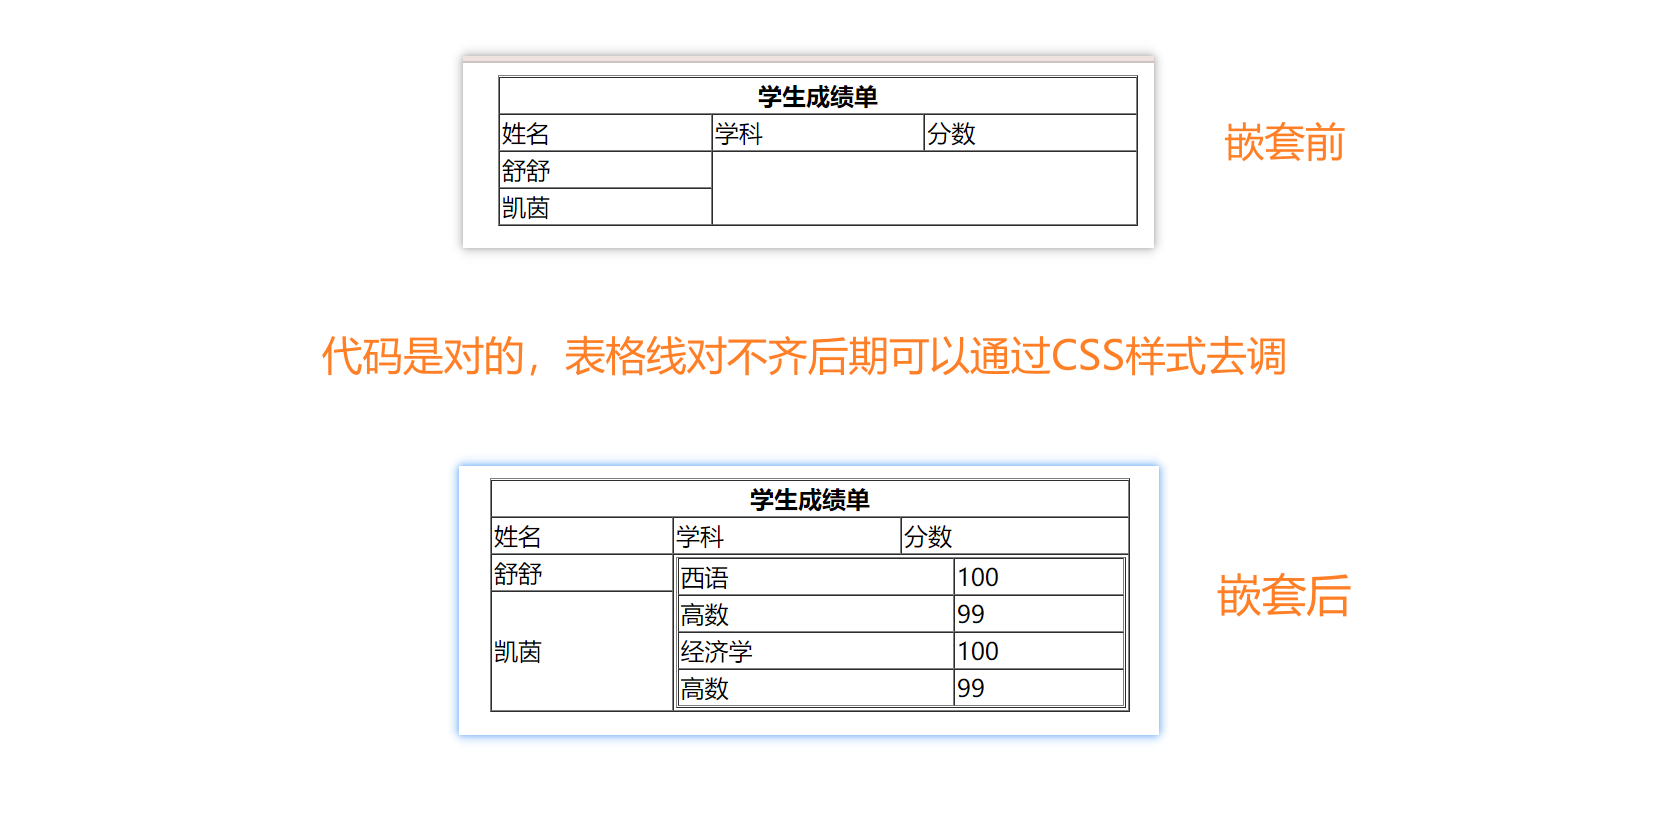 学生成绩单
姓名 学科 分数
舒舒
凯茵
嵌套前
代码是对的，表格线对不齐后期可以通过CSS样式去调
学生成绩单
姓名 学科 分数
舒舒
凯茵
西语 100
高数 99
经济学 100
高数 99
嵌套后